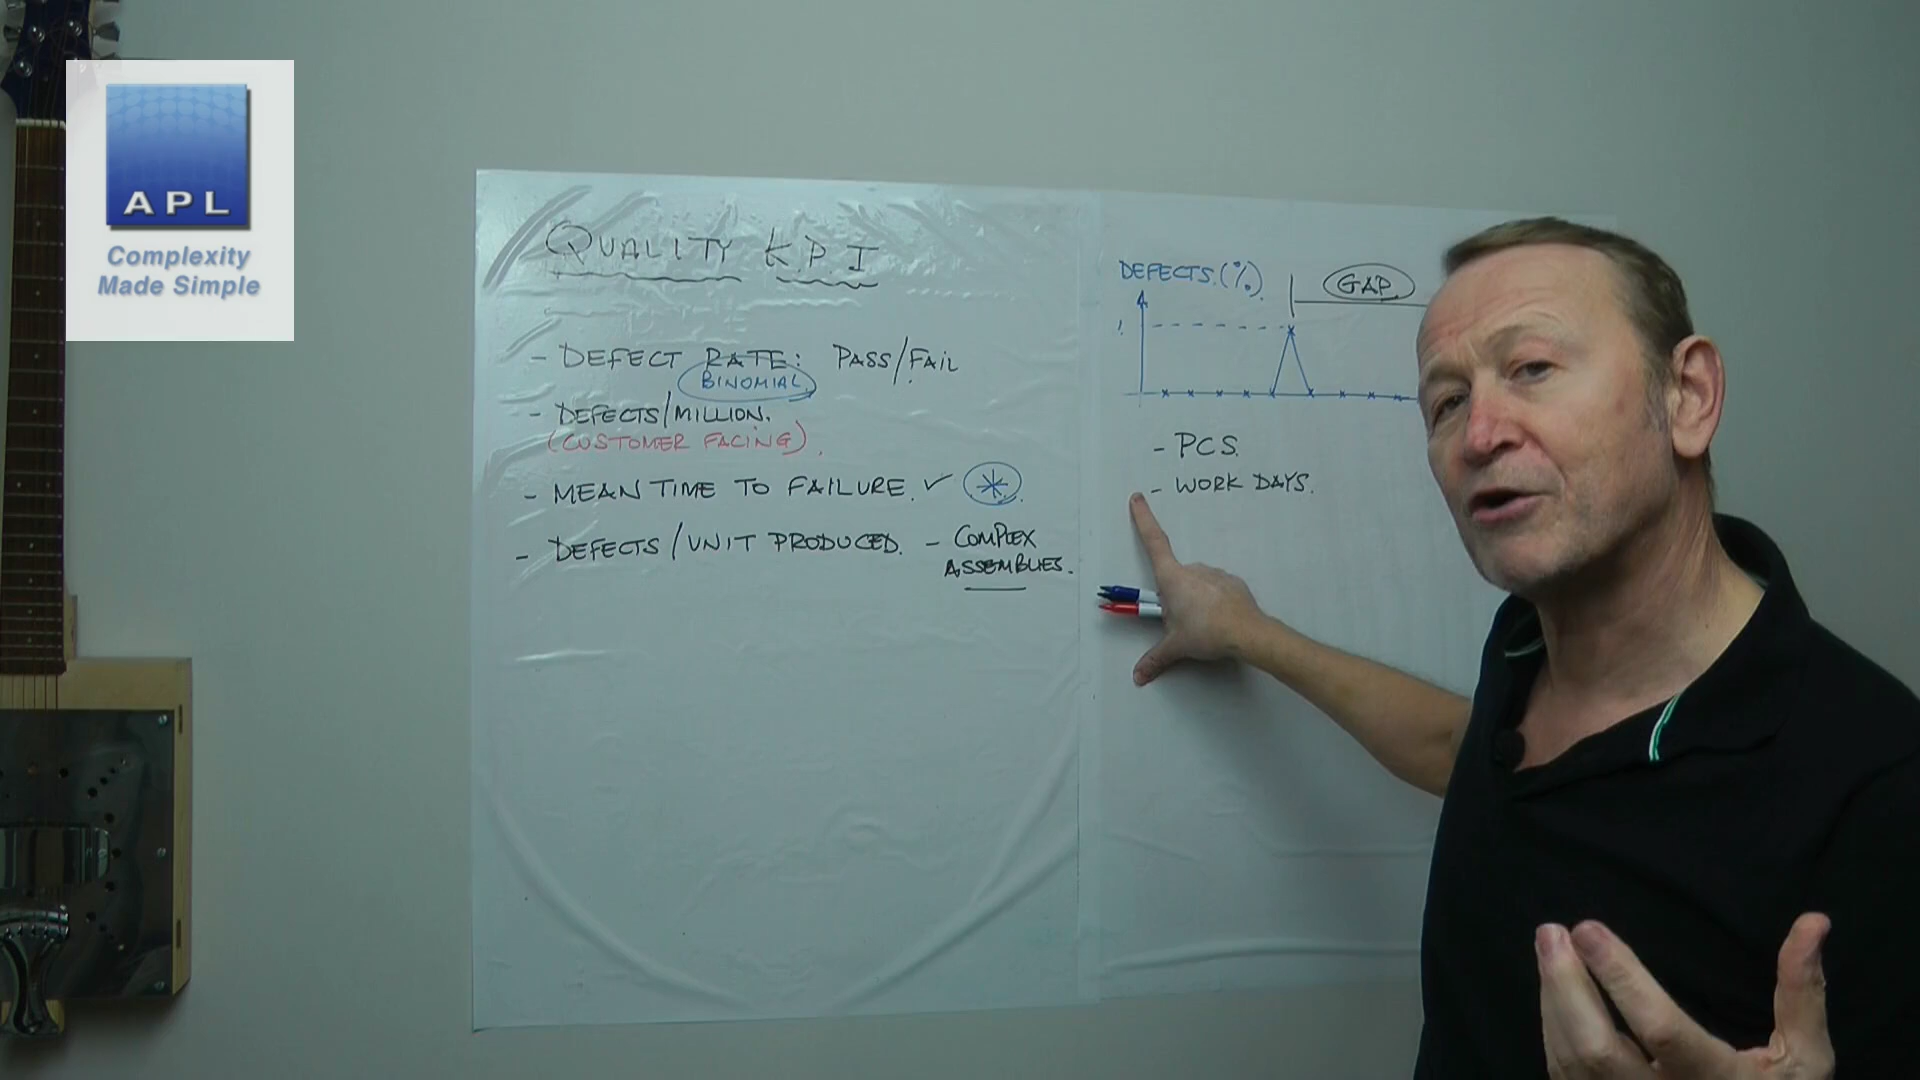 APL
Complexity
Made Simple
QUALITY K.P.I
- DEFECT RATE: PASS/FAIL
BINOMIAL
- DEFECTS/MILLION.
(CUSTOMER FACING).
- MEAN TIME TO FAILURE. ✓ *
- DEFECTS/UNIT PRODUCED. - COMPLEX
ASSEMBLIES.
DEFECTS.(%).
GAP
- PCS.
- WORK DAYS.